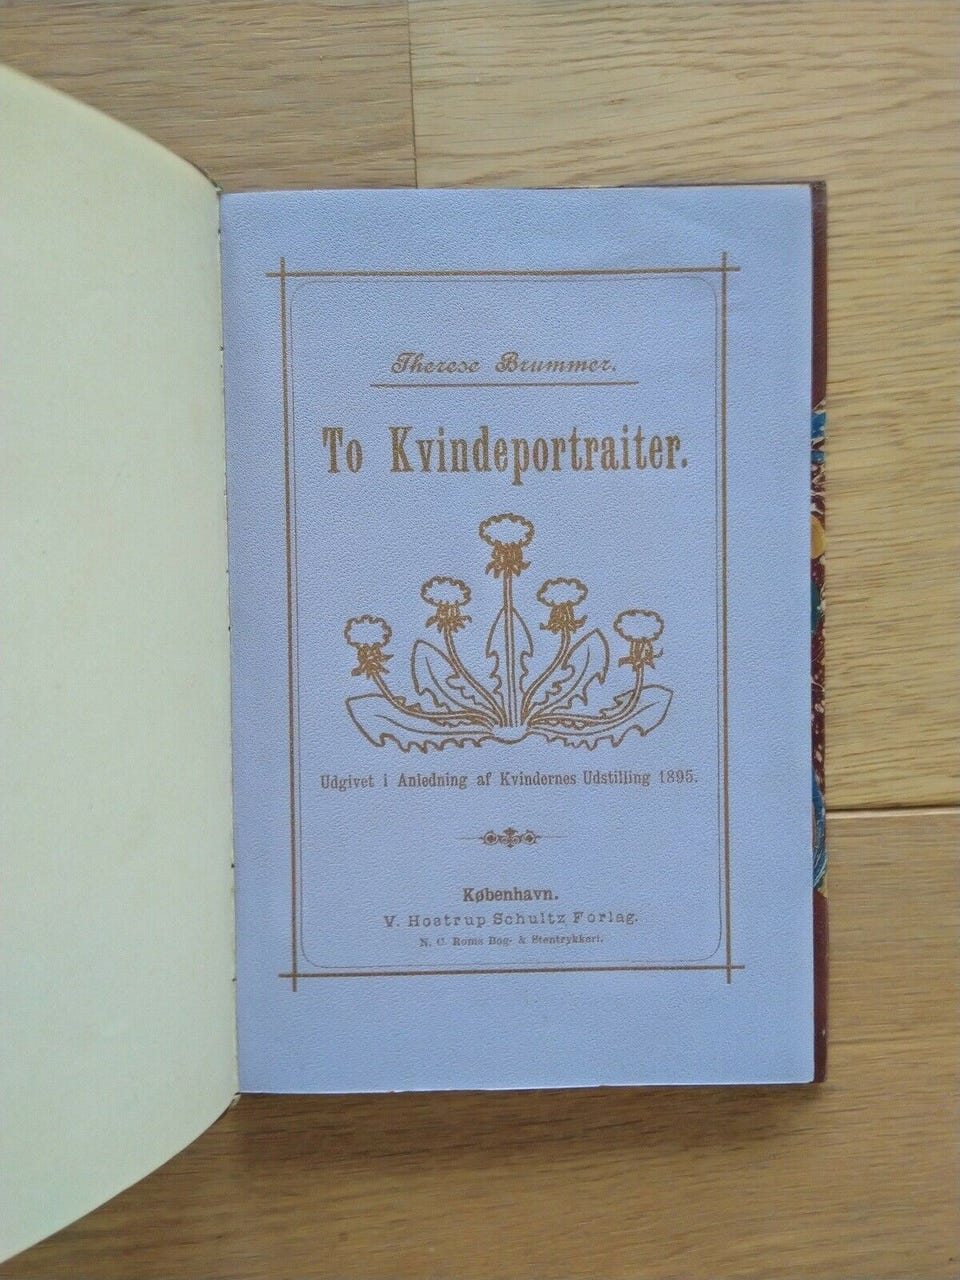 Therese Brummer.
To Kvindeportraiter.
Udgivet i Anledning af Kvindernes Udstilling 1895.
København.
V. Hostrup Schultz Forlag.
N. C. Roms Bog- & Stentrykkeri.